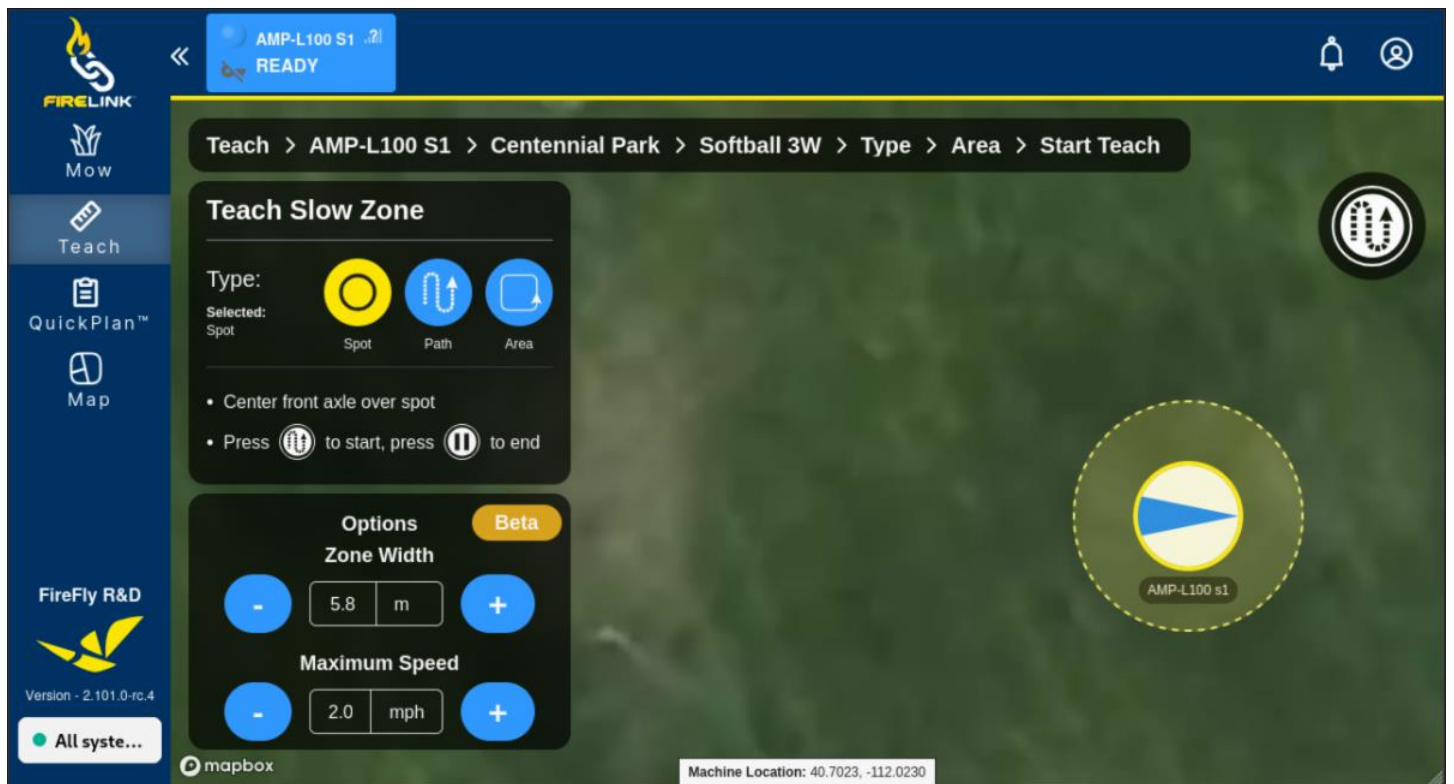 FIRELINK
AMP-L100 S1
READY
Mow
Teach
QuickPlan™
Map
FireFly R&D
Version - 2.101.0-rc.4
All syste...
Teach > AMP-L100 S1 > Centennial Park > Softball 3W > Type > Area > Start Teach
Teach Slow Zone
Type:
Selected:
Spot
Spot Path Area
• Center front axle over spot
• Press to start, press to end
Options Beta
Zone Width
- 5.8 m +
Maximum Speed
- 2.0 mph +
AMP-L100 s1
mapbox
Machine Location: 40.7023, -112.0230